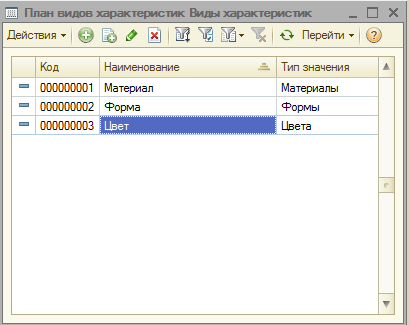 План видов характеристик Виды характеристик
Действия Перейти
Код Наименование Тип значения
000000001 Материал Материалы
000000002 Форма Формы
000000003 Цвет Цвета